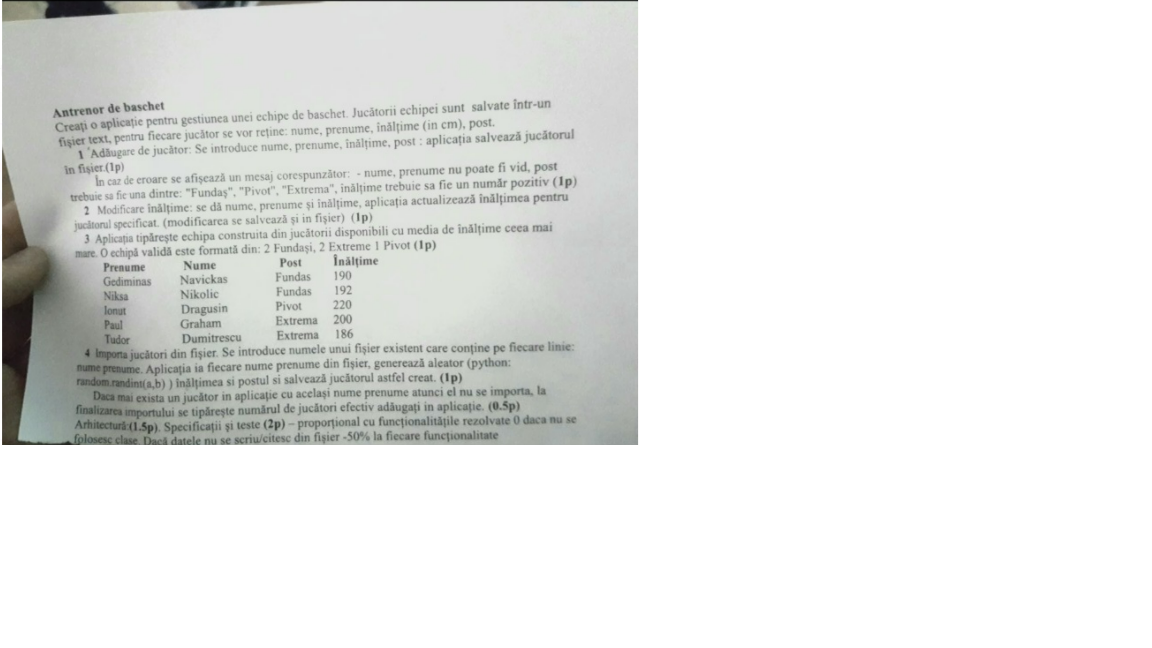 Antrenor de baschet
Creați o aplicație pentru gestiunea unei echipe de baschet. Jucătorii echipei sunt salvate într-un
fișier text, pentru fiecare jucător se vor reține: nume, prenume, înălțime (in cm), post.
1 Adăugare de jucător: Se introduce nume, prenume, înălțime, post : aplicația salvează jucătorul
în fișier.(1p)
În caz de eroare se afișează un mesaj corespunzător: - nume, prenume nu poate fi vid, post
trebuie sa fie una dintre: "Fundaș", "Pivot", "Extrema", înălțime trebuie sa fie un număr pozitiv (1p)
2 Modificare înălțime: se dă nume, prenume și înălțime, aplicația actualizează înălțimea pentru
jucătorul specificat. (modificarea se salvează și in fișier) (1p)
3 Aplicația tipărește echipa construita din jucătorii disponibili cu media de înălțime ceea mai
mare. O echipă validă este formată din: 2 Fundași, 2 Extreme 1 Pivot (1p)
Prenume Nume Post Înălțime
Gediminas Navickas Fundas 190
Niksa Nikolic Fundas 192
Ionut Dragusin Pivot 220
Paul Graham Extrema 200
Tudor Dumitrescu Extrema 186
4 Importa jucători din fișier. Se introduce numele unui fișier existent care conține pe fiecare linie:
nume prenume. Aplicația ia fiecare nume prenume din fișier, generează aleator (python:
random.randint(a,b) ) înălțimea si postul si salvează jucătorul astfel creat. (1p)
Daca mai exista un jucător in aplicație cu același nume prenume atunci el nu se importa, la
finalizarea importului se tipărește numărul de jucători efectiv adăugați in aplicație. (0.5p)
Arhitectură:(1.5p). Specificații și teste (2p) – proporțional cu funcționalitățile rezolvate 0 daca nu se
folosesc clase. Dacă datele nu se scriu/citesc din fișier -50% la fiecare funcționalitate